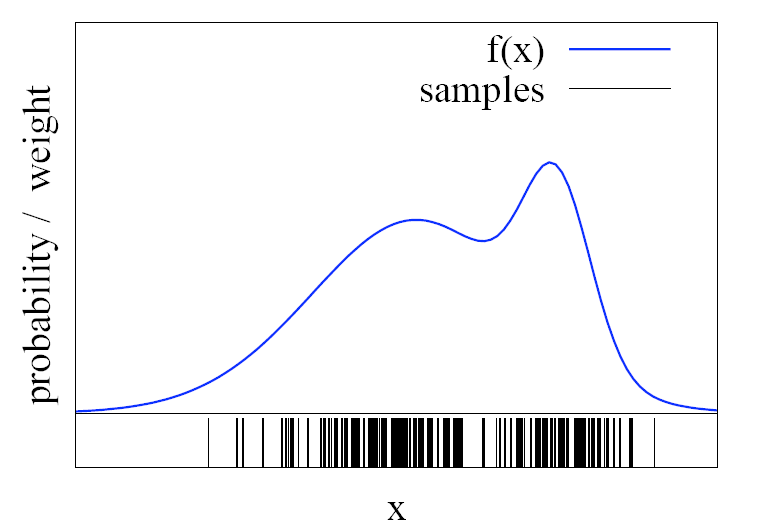 f(x)
samples
probability / weight
x